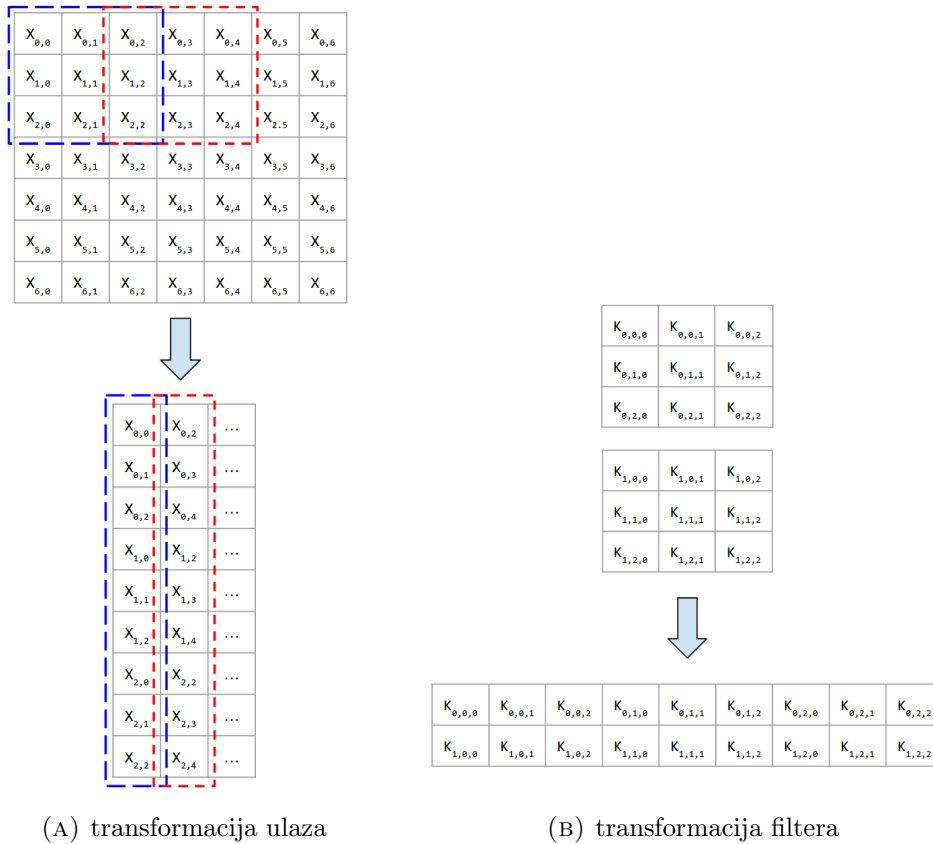 X0,0 X0,1 X0,2 X0,3 X0,4 X0,5 X0,6
X1,0 X1,1 X1,2 X1,3 X1,4 X1,5 X1,6
X2,0 X2,1 X2,2 X2,3 X2,4 X2.5 X2,6
X3,0 X3,1 X3,2 X3,3 X3,4 X3,5 X3,6
X4,0 X4,1 X4,2 X4,3 X4,4 X4,5 X4,6
X5,0 X5,1 X5,2 X5,3 X5,4 X5,5 X5,6
X6,0 X6,1 X6,2 X6,3 X6,4 X6,5 X6,6
X0,0 X0,2 ...
X0,1 X0,3 ...
X0,2 X0,4 ...
X1,0 X1,2 ...
X1,1 X1,3 ...
X1,2 X1,4 ...
X2,0 X2,2 ...
X2,1 X2,3 ...
X2,2 X2,4 ...
(A) transformacija ulaza
K0,0,0 K0,0,1 K0,0,2
K0,1,0 K0,1,1 K0,1,2
K0,2,0 K0,2,1 K0,2,2
K1,0,0 K1,0,1 K1,0,2
K1,1,0 K1,1,1 K1,1,2
K1,2,0 K1,2,1 K1,2,2
K0,0,0 K0,0,1 K0,0,2 K0,1,0 K0,1,1 K0,1,2 K0,2,0 K0,2,1 K0,2,2
K1,0,0 K1,0,1 K1,0,2 K1,1,0 K1,1,1 K1,1,2 K1,2,0 K1,2,1 K1,2,2
(B) transformacija filtera